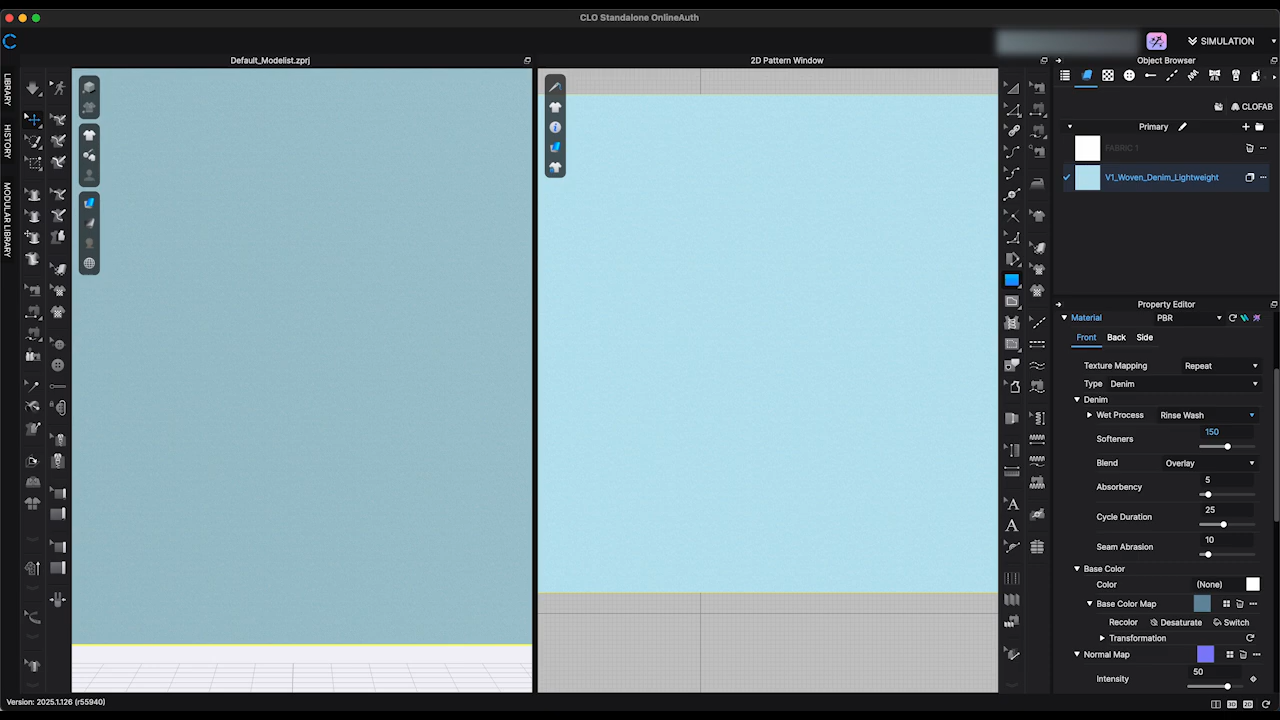 CLO Standalone OnlineAuth
SIMULATION
Default_Modelist.zprj
2D Pattern Window
Object Browser
LIBRARY
HISTORY
MODULAR LIBRARY
CLOFAB
Primary
FABRIC 1
V1_Woven_Denim_Lightweight
Property Editor
Material
PBR
Front
Back
Side
Texture Mapping
Repeat
Type
Denim
Denim
Wet Process
Rinse Wash
Softeners
150
Blend
Overlay
Absorbency
5
Cycle Duration
25
Seam Abrasion
10
Base Color
Color
(None)
Base Color Map
Recolor
Desaturate
Switch
Transformation
Normal Map
Intensity
50
Version: 2025.1.126 (r55940)
3D
2D